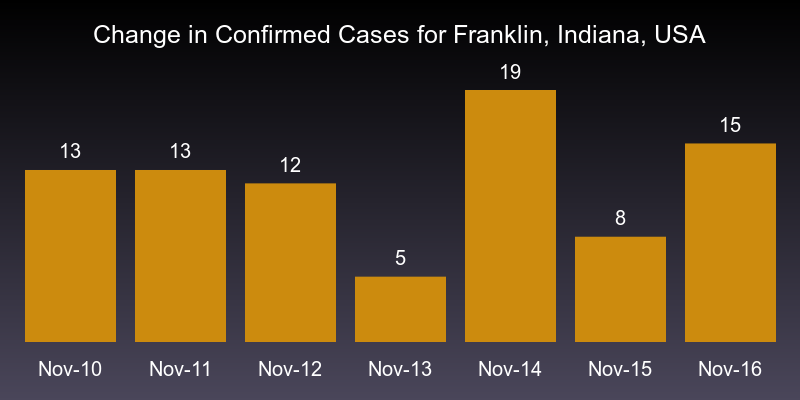 Change in Confirmed Cases for Franklin, Indiana, USA
13
13
12
5
19
8
15
Nov-10
Nov-11
Nov-12
Nov-13
Nov-14
Nov-15
Nov-16